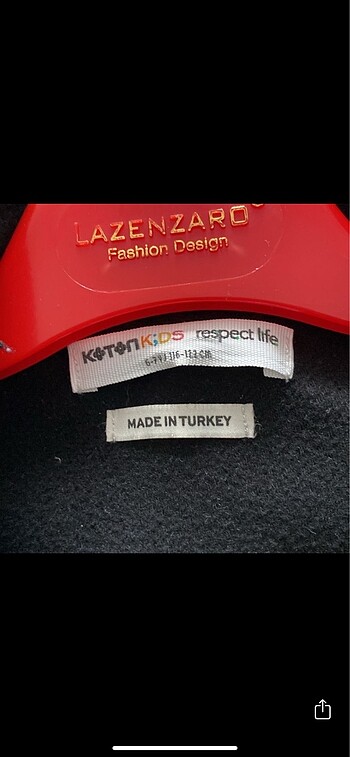 LAZENZARO
Fashion Design
KOTON KiDS respect life
MADE IN TURKEY